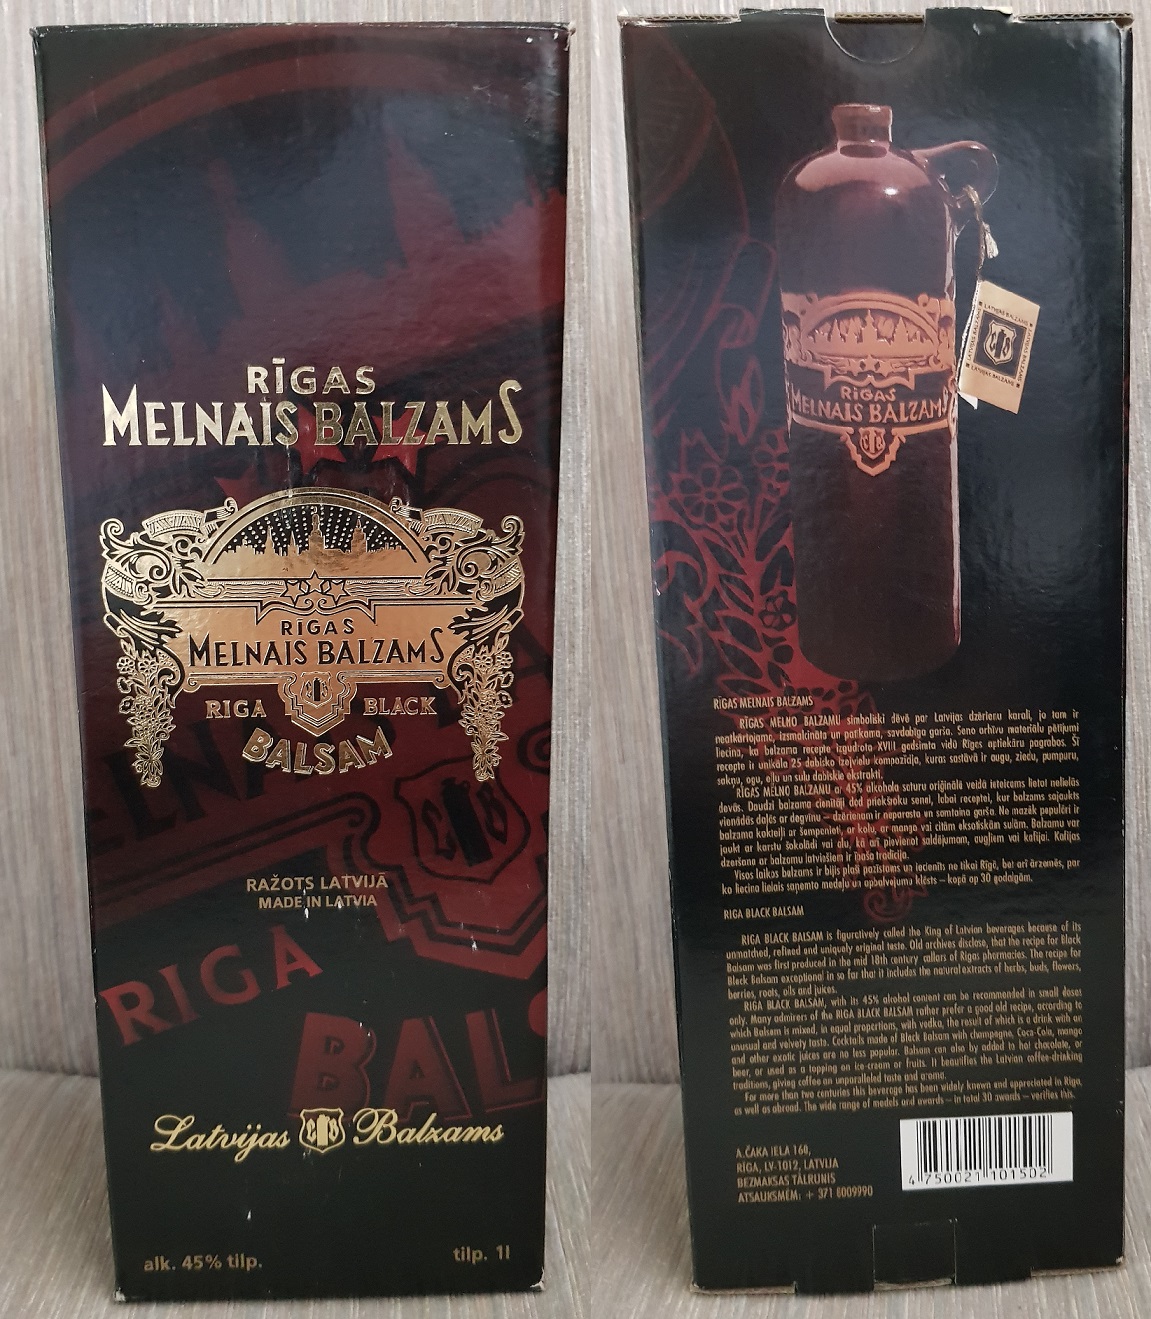 RĪGAS
MELNAIS BALZAMS
RĪGAS
MELNAIS BALZAMS
RIGA BLACK
BALSAM
RAŽOTS LATVIJĀ
MADE IN LATVIA
RIGA
BAL
Latvijas Balzams
alk. 45% tilp.
tilp. 1l
LATVIJAS BALZAMS
RĪGAS
MELNAIS BALZAMS
RĪGAS MELNAIS BALZAMS
RĪGAS MELNO BALZAMU simboliski dēvē par Latvijas dzērienu karali, jo tam ir
neatkārtojama, izsmalcināta un patīkama, savdabīga garša. Seno arhīvu materiālu pētījumi
liecina, ka balzama recepte izgudrota XVIII gadsimta vidū Rīgas aptiekāru pagrabos. Šī
recepte ir unikāla 25 dabisko izejvielu kompozīcija, kuras sastāvā ir augu, ziedu, pumpuru,
sakņu, ogu, eļļu un sulu dabiskie ekstrakti.
RĪGAS MELNO BALZAMU ar 45% alkohola saturu oriģinālā veidā ieteicams lietot nelielās
devās. Daudzi balzama cienītāji dod priekšroku senai, labai receptei, kur balzams sajaukts
vienādās daļās ar degvīnu – dzērienam ir neparasta un samtaina garša. Ne mazāk populāri ir
balzama kokteiļi ar šampanieti, ar kolu, ar mango vai citām eksotiskām sulām. Balzamu var
jaukt ar karstu šokolādi vai alu, kā arī pievienot saldējumam, augļiem vai kafijai. Kafijas
dzeršana ar balzamu latviešiem ir īpaša tradīcija.
Visos laikos balzams ir bijis plaši pazīstams un iecienīts ne tikai Rīgā, bet arī ārzemēs, par
ko liecina lielais saņemto medaļu un apbalvojumu klāsts – kopā ap 30 godalgām.
RIGA BLACK BALSAM
RIGA BLACK BALSAM is figuratively called the King of Latvian beverages because of its
unmatched, refined and uniquely original taste. Old archives disclose, that the recipe for Black
Balsam was first produced in the mid 18th century cellars of Rigas pharmacies. The recipe for
Black Balsam exceptional in so far that it includes the natural extracts of herbs, buds, flowers,
berries, roots, oils and juices.
RIGA BLACK BALSAM, with its 45% alcohol content can be recommended in small doses
only. Many admirers of the RIGA BLACK BALSAM rather prefer a good old recipe, according to
which Balsam is mixed, in equal proportions, with vodka, the result of which is a drink with an
unusual and velvety taste. Cocktails made of Black Balsam with champagne, Coca-Cola, mango
and other exotic juices are no less popular. Balsam can also by added to hot chocolate, or
beer, or used as a topping on ice-cream or fruits. It beautifies the Latvian coffee-drinking
traditions, giving coffee an unparalleled taste and aroma.
For more than two centuries this beverage has been widely known and appreciated in Riga,
as well as abroad. The wide range of models and awards – in total 30 awards – verifies this.
A.ČAKA IELA 160,
RĪGA, LV-1012, LATVIJA
BEZMAKSAS TĀLRUNIS
ATSAUKSMĒM: + 371 8009990
4 750021 101502